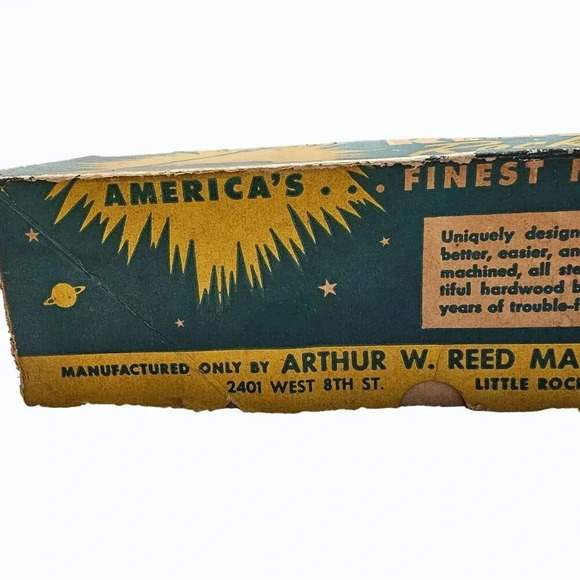 AMERICA'S . . . FINEST
Uniquely design
better, easier, an
machined, all ste
tiful hardwood b
years of trouble-f
MANUFACTURED ONLY BY ARTHUR W. REED MA
2401 WEST 8TH ST. LITTLE ROC